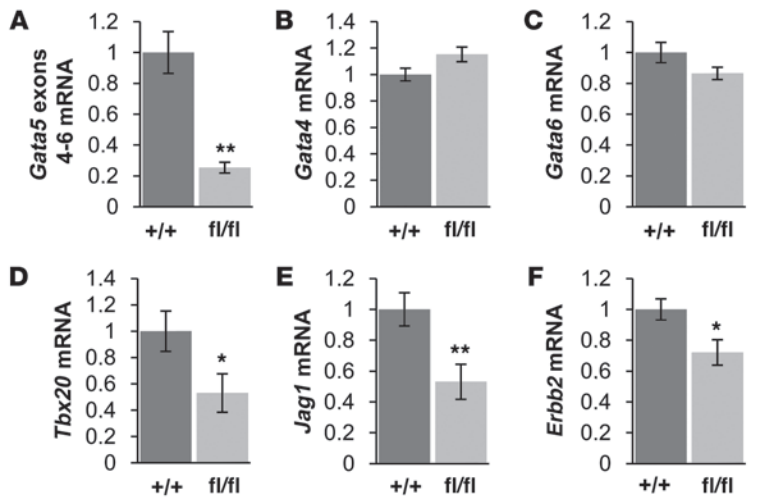 A
Gata5 exons
4-6 mRNA
1.2
1
0.8
0.6
0.4
0.2
0
**
+/+ fl/fl
B
Gata4 mRNA
1.4
1.2
1
0.8
0.6
0.4
0.2
0
+/+ fl/fl
C
Gata6 mRNA
1.2
1
0.8
0.6
0.4
0.2
0
+/+ fl/fl
D
Tbx20 mRNA
1.4
1.2
1
0.8
0.6
0.4
0.2
0
*
+/+ fl/fl
E
Jag1 mRNA
1.2
1
0.8
0.6
0.4
0.2
0
**
+/+ fl/fl
F
Erbb2 mRNA
1.2
1
0.8
0.6
0.4
0.2
0
*
+/+ fl/fl